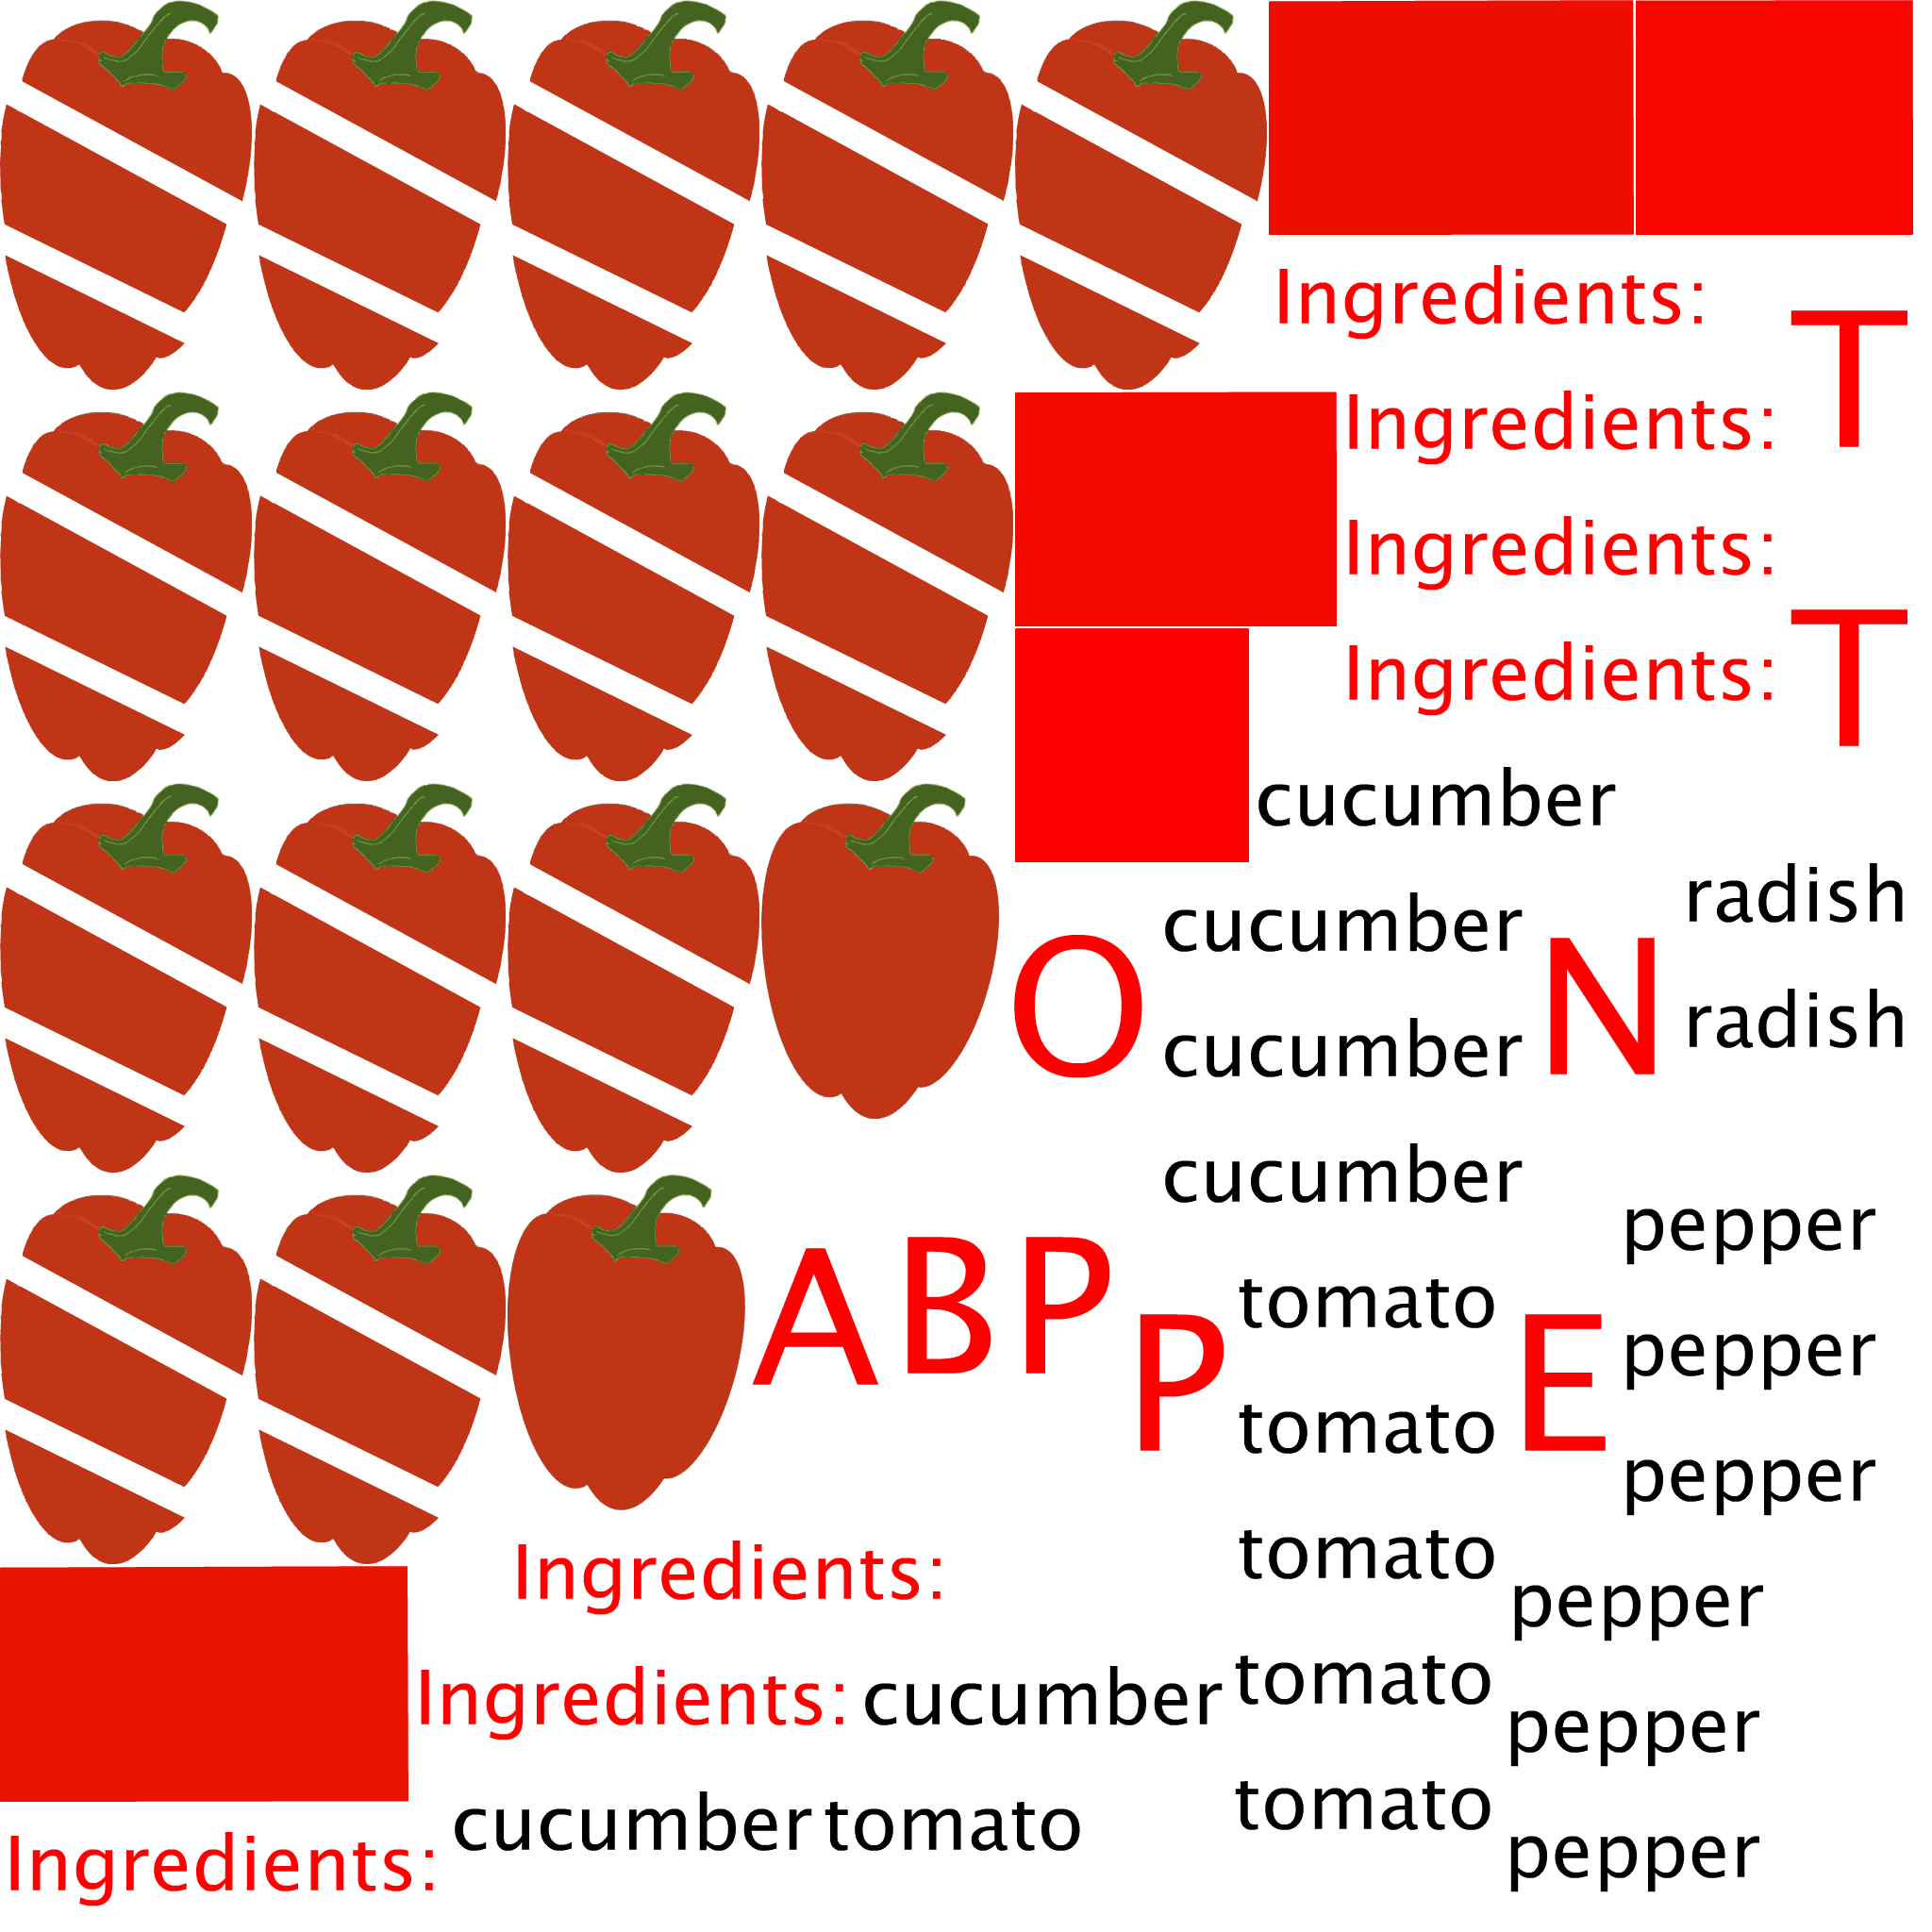 Ingredients:
T
Ingredients:
Ingredients:
T
Ingredients:
cucumber
radish
cucumber
O
N
radish
cucumber
cucumber
pepper
A B P
tomato
P
E
pepper
tomato
pepper
Ingredients:
tomato
pepper
Ingredients: cucumber tomato
pepper
cucumber tomato
tomato
Ingredients:
pepper